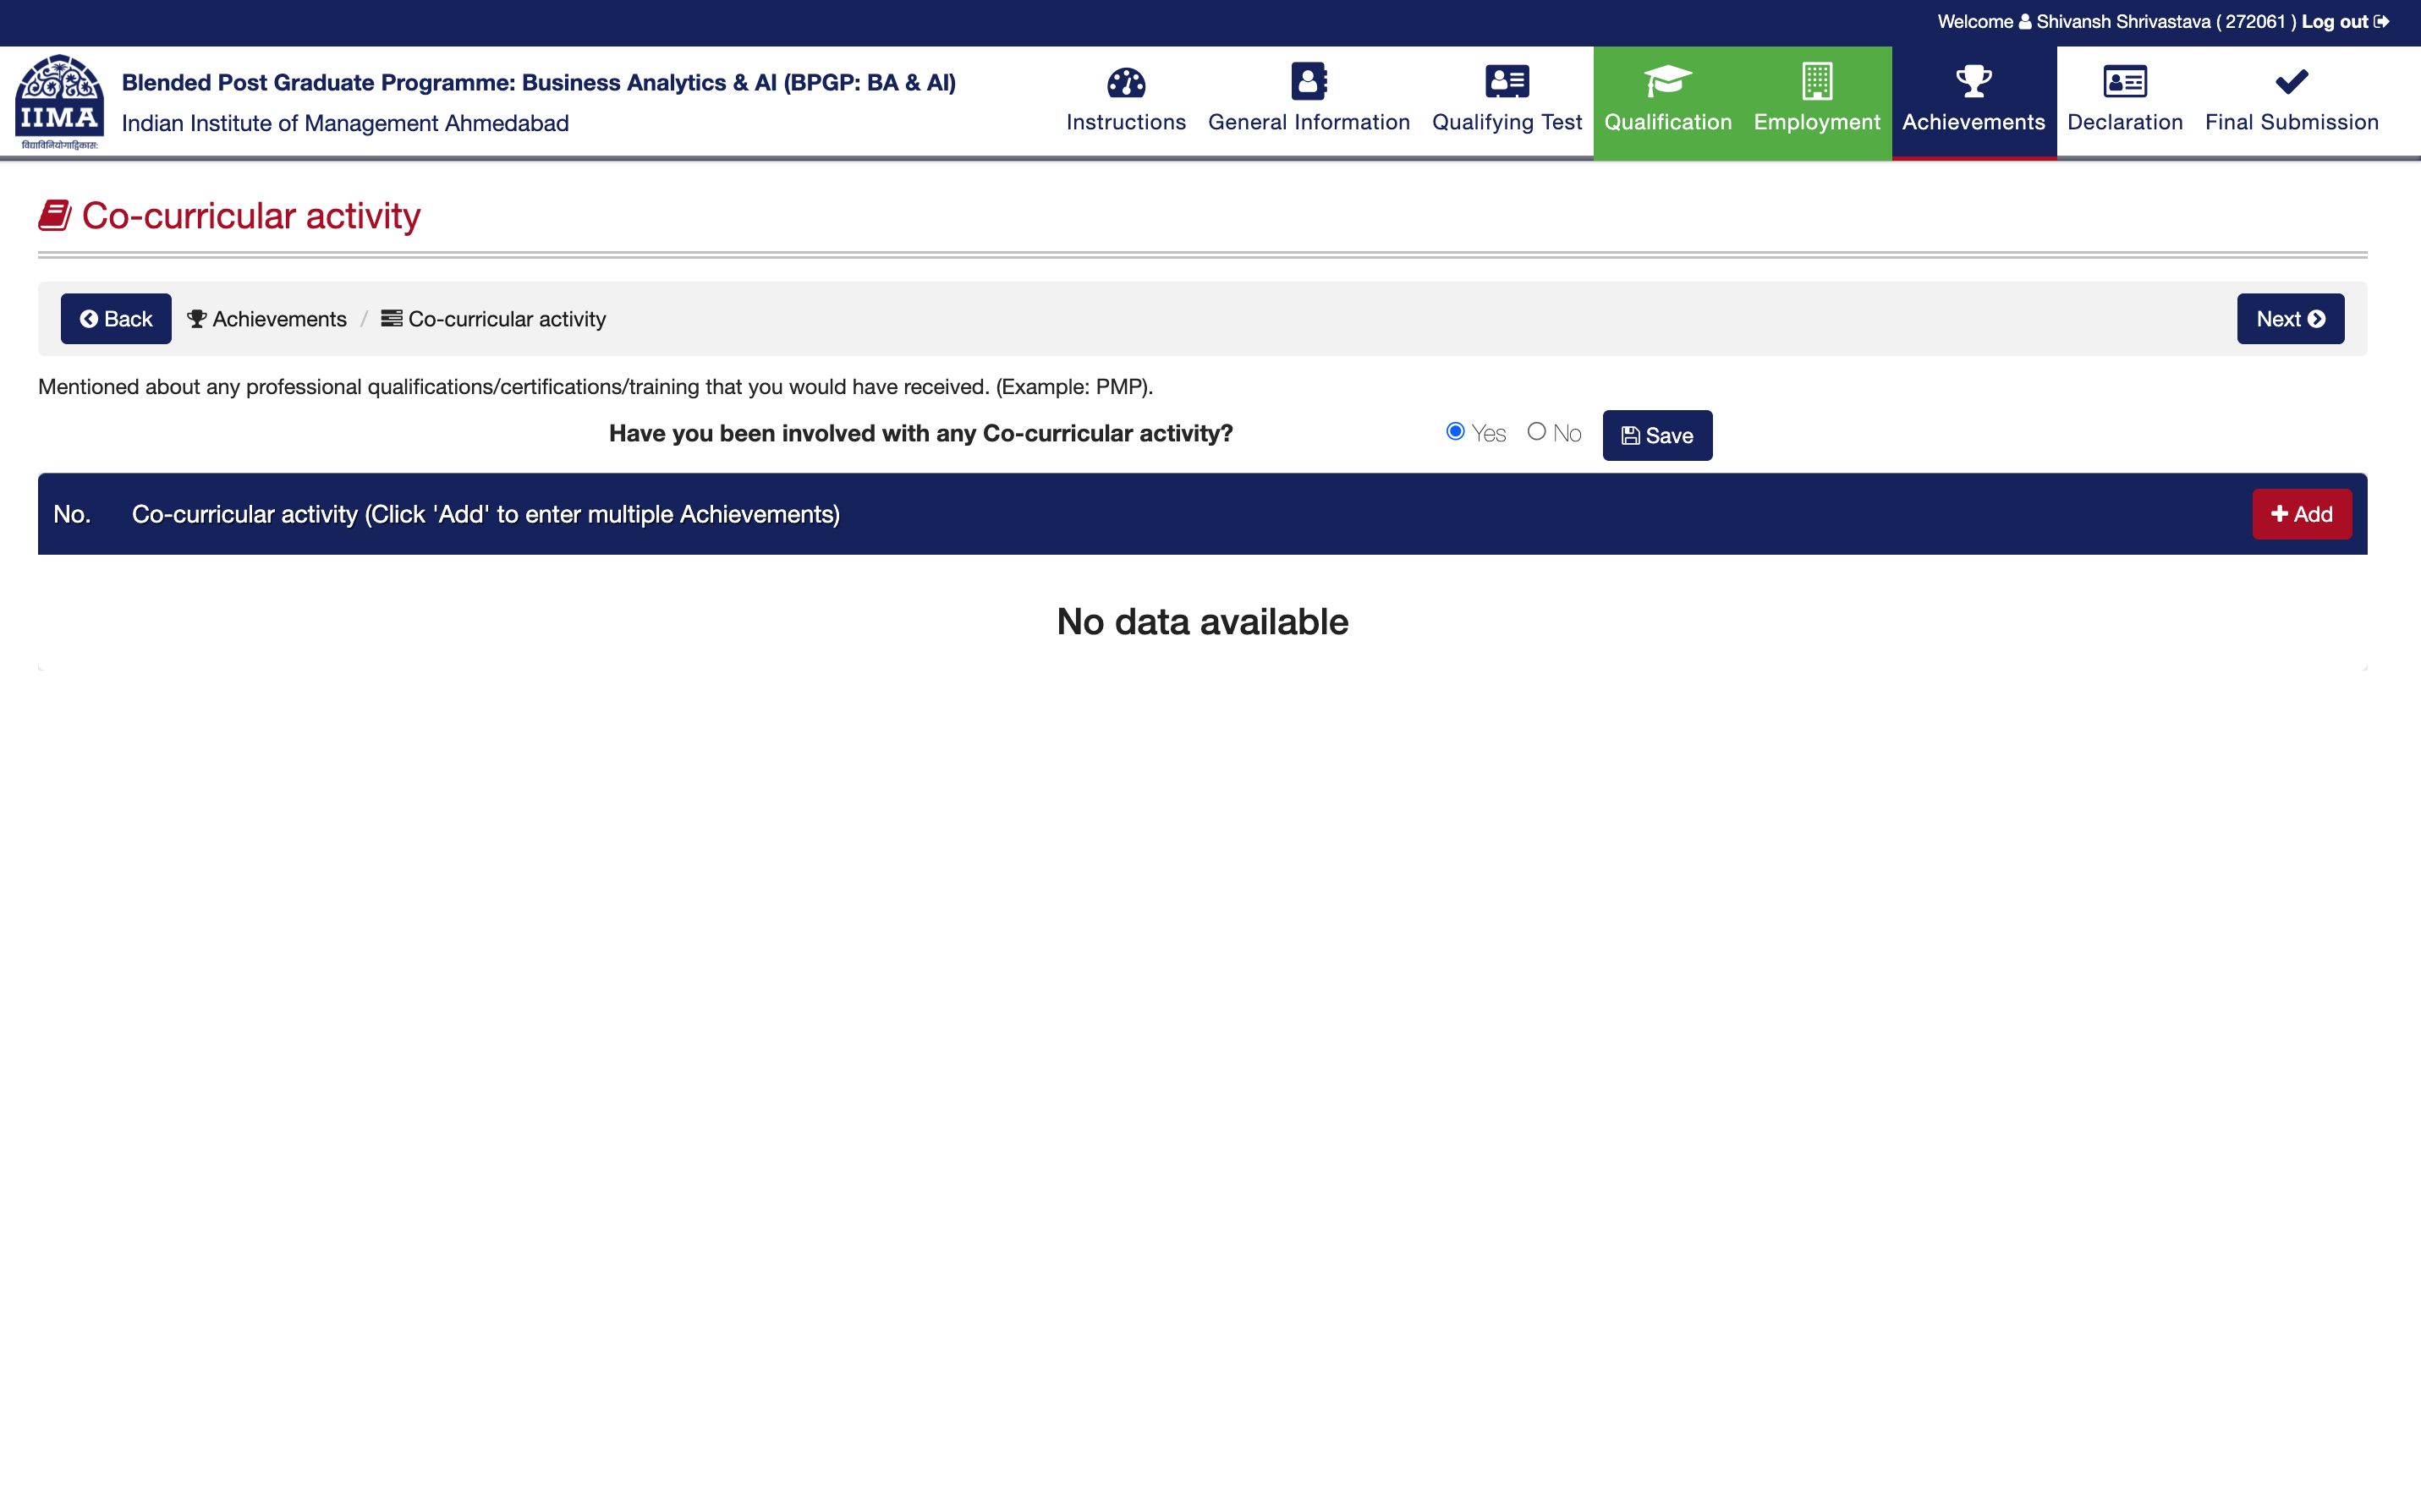 Welcome Shivansh Shrivastava ( 272061 ) Log out
IIMA
विद्याविनियोगाद्विकासः
Blended Post Graduate Programme: Business Analytics & AI (BPGP: BA & AI)
Indian Institute of Management Ahmedabad
Instructions General Information Qualifying Test Qualification Employment Achievements Declaration Final Submission
Co-curricular activity
Back Achievements / Co-curricular activity Next
Mentioned about any professional qualifications/certifications/training that you would have received. (Example: PMP).
Have you been involved with any Co-curricular activity? Yes No Save
No. Co-curricular activity (Click 'Add' to enter multiple Achievements) Add
No data available